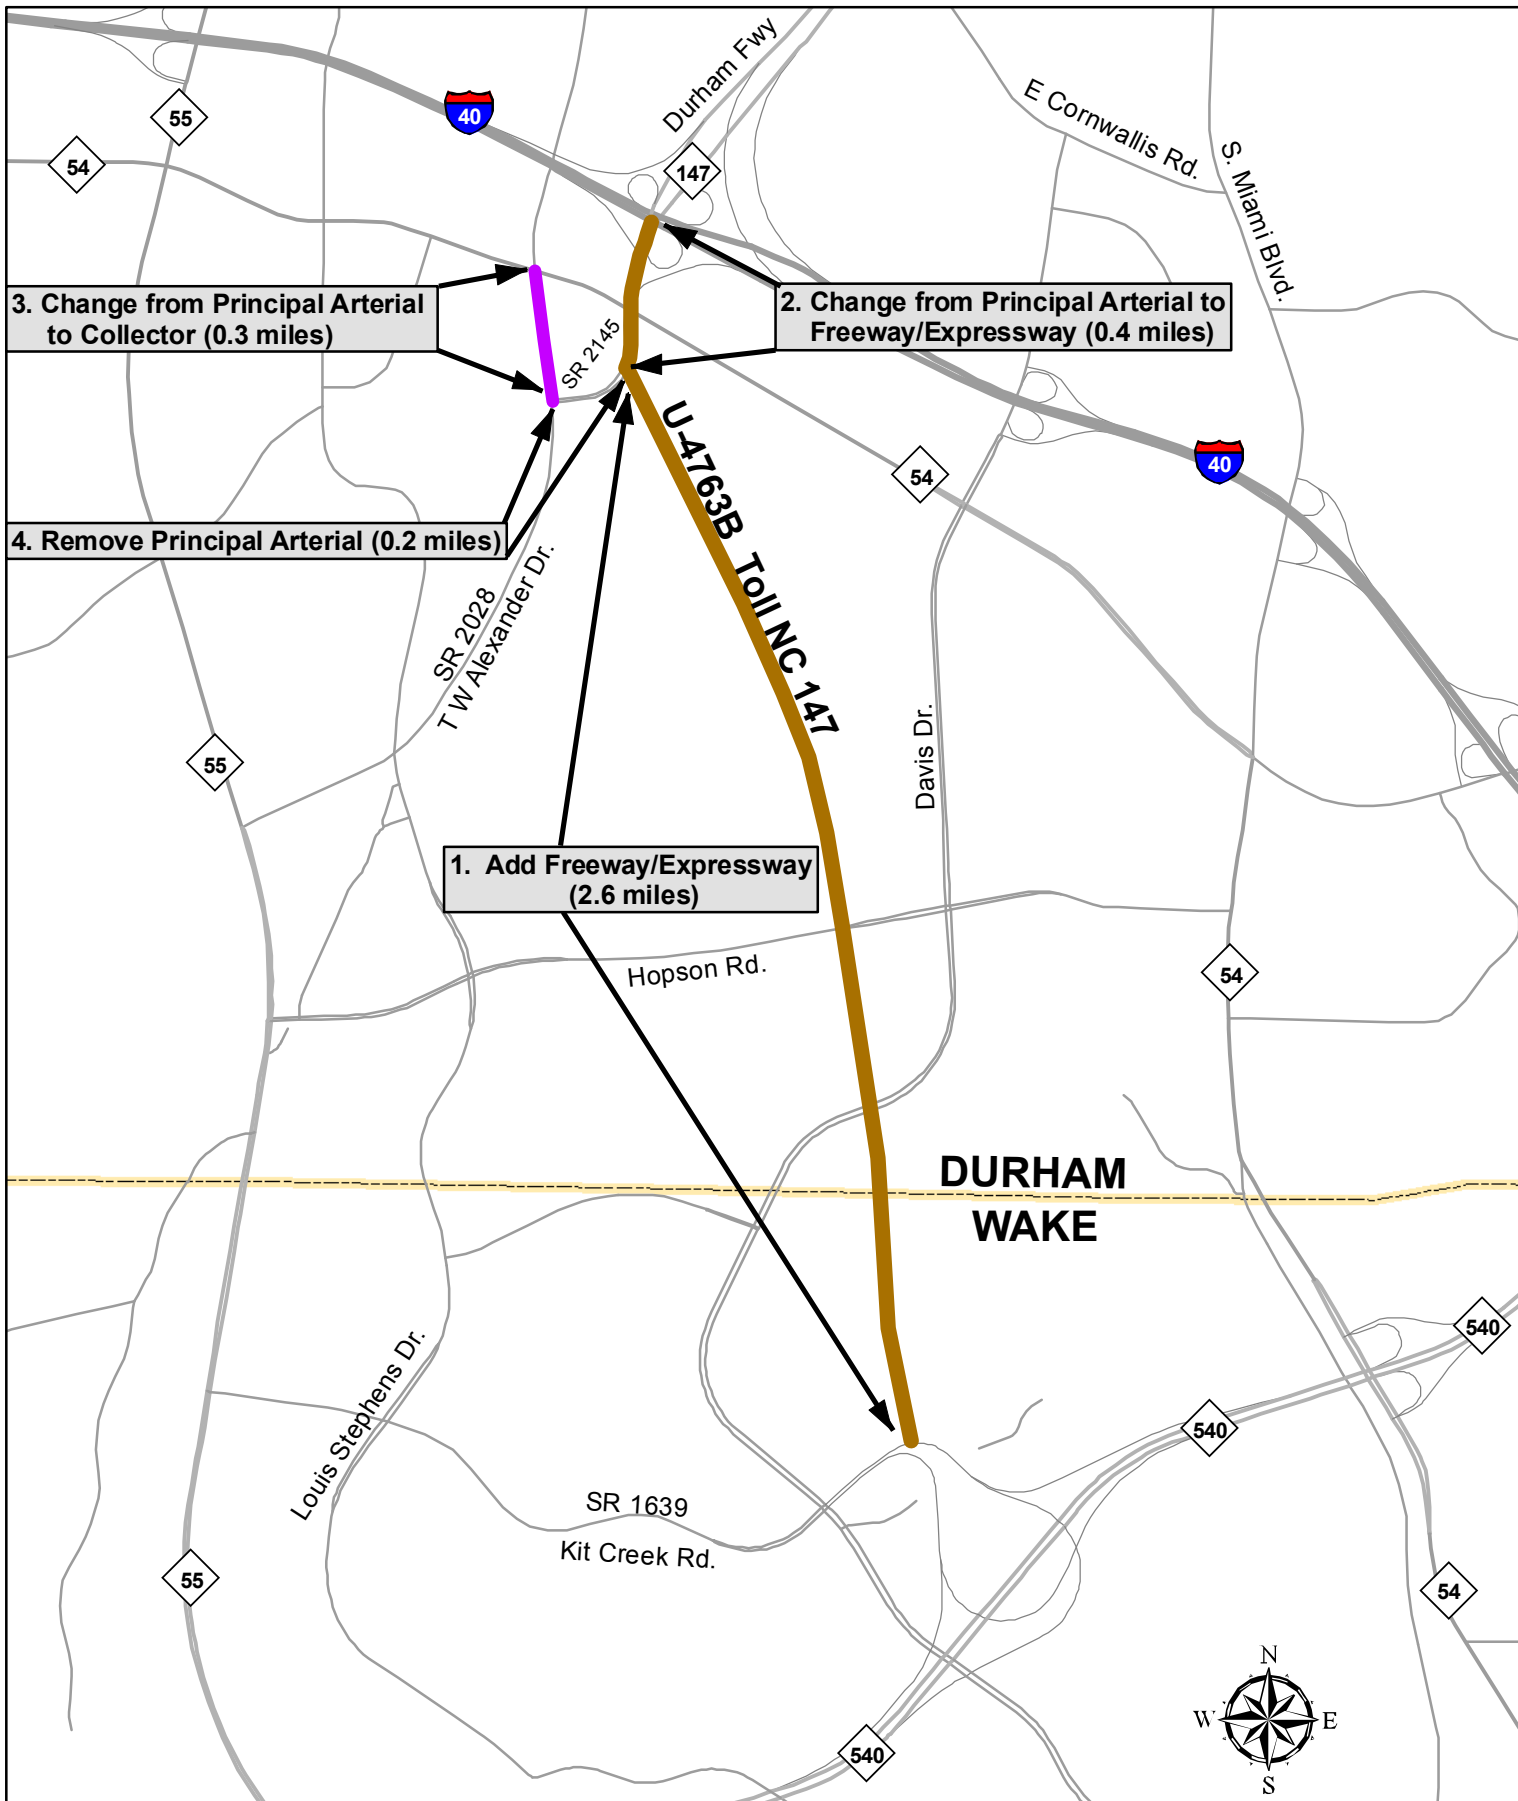 Durham Fwy
E Cornwallis Rd.
S. Miami Blvd.
40
55
54
147
3. Change from Principal Arterial
to Collector (0.3 miles)
2. Change from Principal Arterial to
Freeway/Expressway (0.4 miles)
SR 2145
40
54
U-4763B Toll NC 147
4. Remove Principal Arterial (0.2 miles)
SR 2028
T W Alexander Dr.
55
Davis Dr.
1. Add Freeway/Expressway
(2.6 miles)
Hopson Rd.
54
DURHAM
WAKE
540
Louis Stephens Dr.
540
SR 1639
Kit Creek Rd.
55
54
N
W
E
S
540